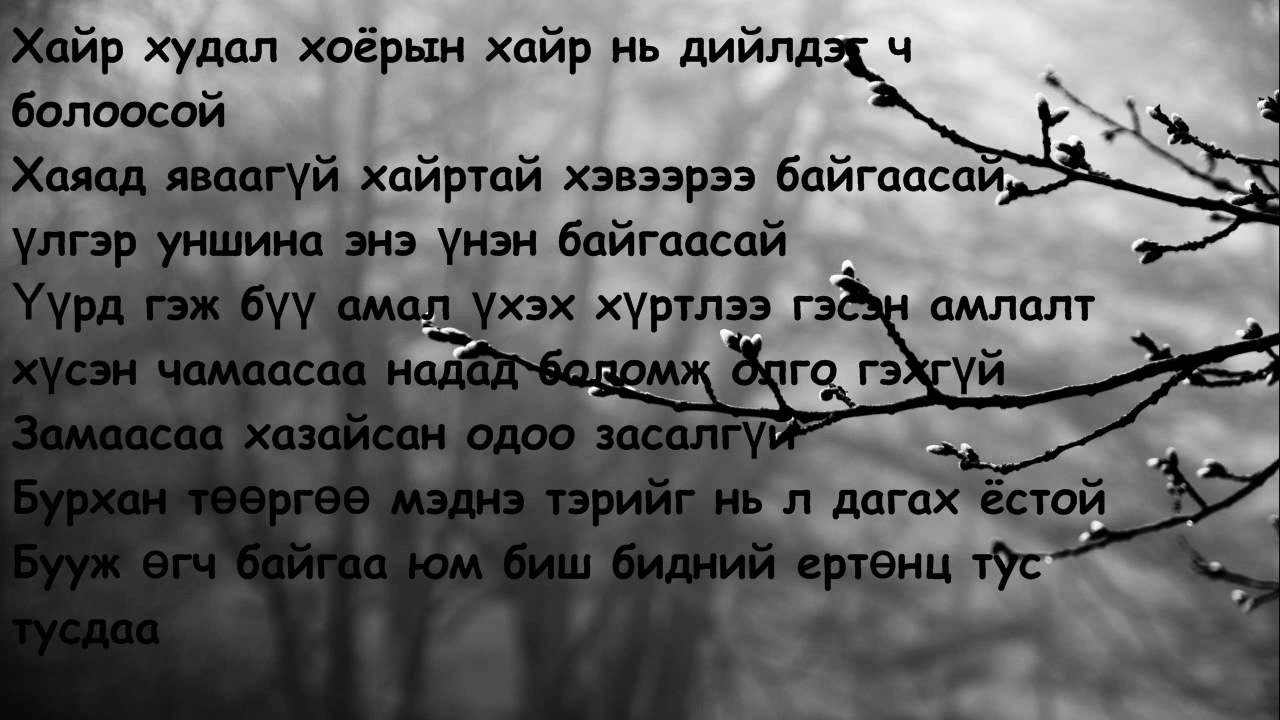 Хайр худал хоёрын хайр нь дийлдэг ч
болоосой
Хаяад яваагүй хайртай хэвээрээ байгаасай
үлгэр уншина энэ үнэн байгаасай
Үүрд гэж бүү амал үхэх хүртлээ гэсэн амлалт
хүсэн чамаасаа надад боломж олго гэхгүй
Замаасаа хазайсан одоо засалгүй
Бурхан төөргөө мэднэ тэрийг нь л дагах ёстой
Бууж өгч байгаа юм биш бидний ертөнц тус
тусдаа